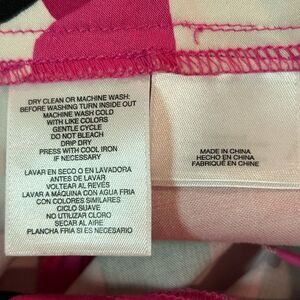 DRY CLEAN OR MACHINE WASH:
BEFORE WASHING TURN INSIDE OUT
MACHINE WASH COLD
WITH LIKE COLORS
GENTLE CYCLE
DO NOT BLEACH
DRIP DRY
PRESS WITH COOL IRON
IF NECESSARY
LAVAR EN SECO O EN LAVADORA
ANTES DE LAVAR
VOLTEAR AL REVÉS
LAVAR A MÁQUINA CON AGUA FRIA
CON COLORES SIMILARES
CICLO SUAVE
NO UTILIZAR CLORO
SECAR AL AIRE
PLANCHA FRIA SI ES NECESARIO
MADE IN CHINA
HECHO EN CHINA
FABRIQUÉ EN CHINE